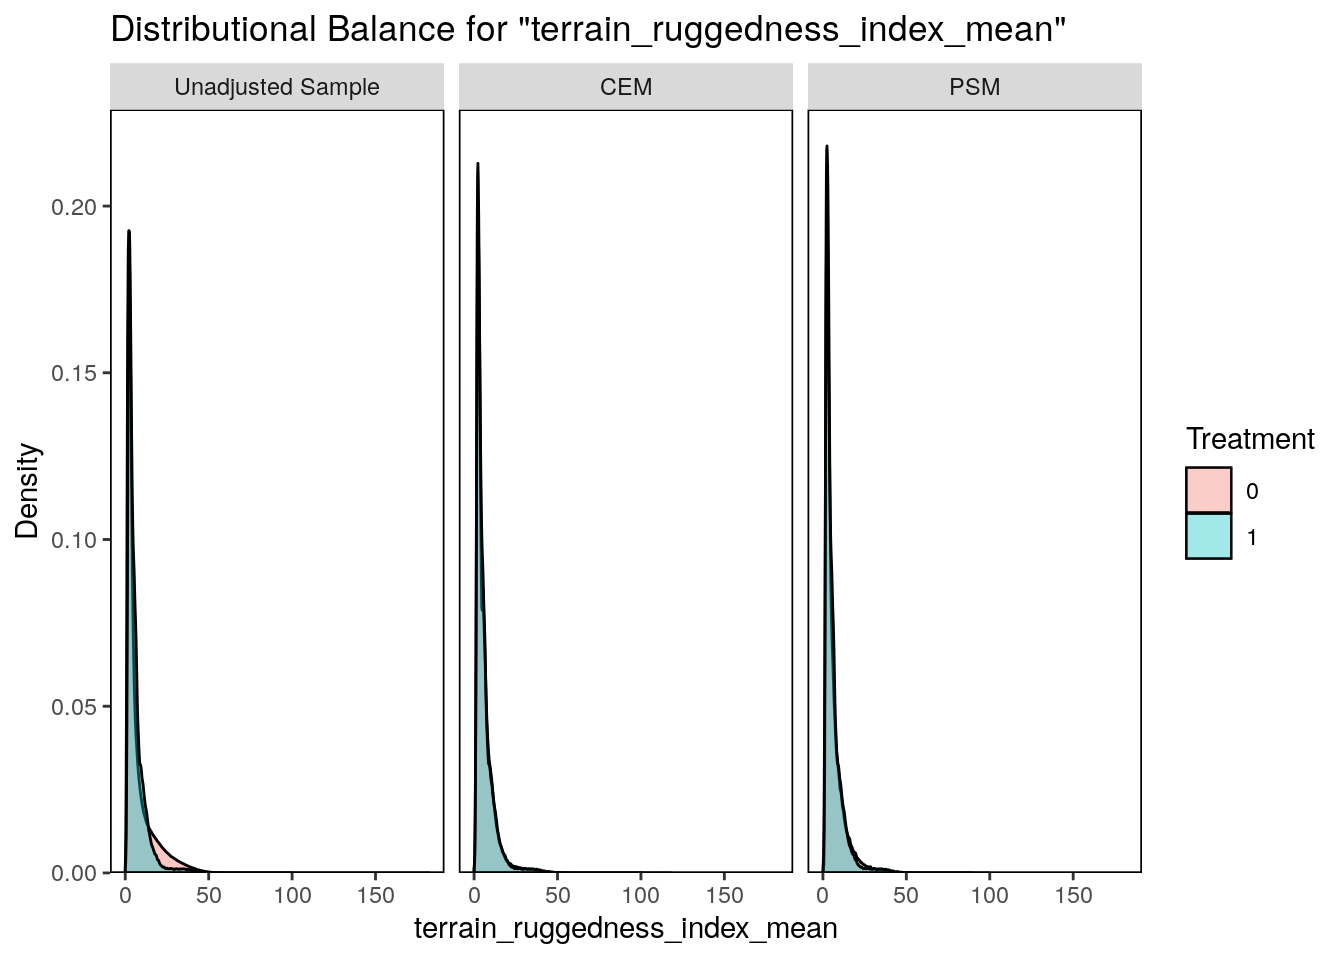 Distributional Balance for "terrain_ruggedness_index_mean"
Unadjusted Sample
CEM
PSM
0.20
0.15
0.10
0.05
0.00
Density
0 50 100 150
0 50 100 150
0 50 100 150
terrain_ruggedness_index_mean
Treatment
0
1